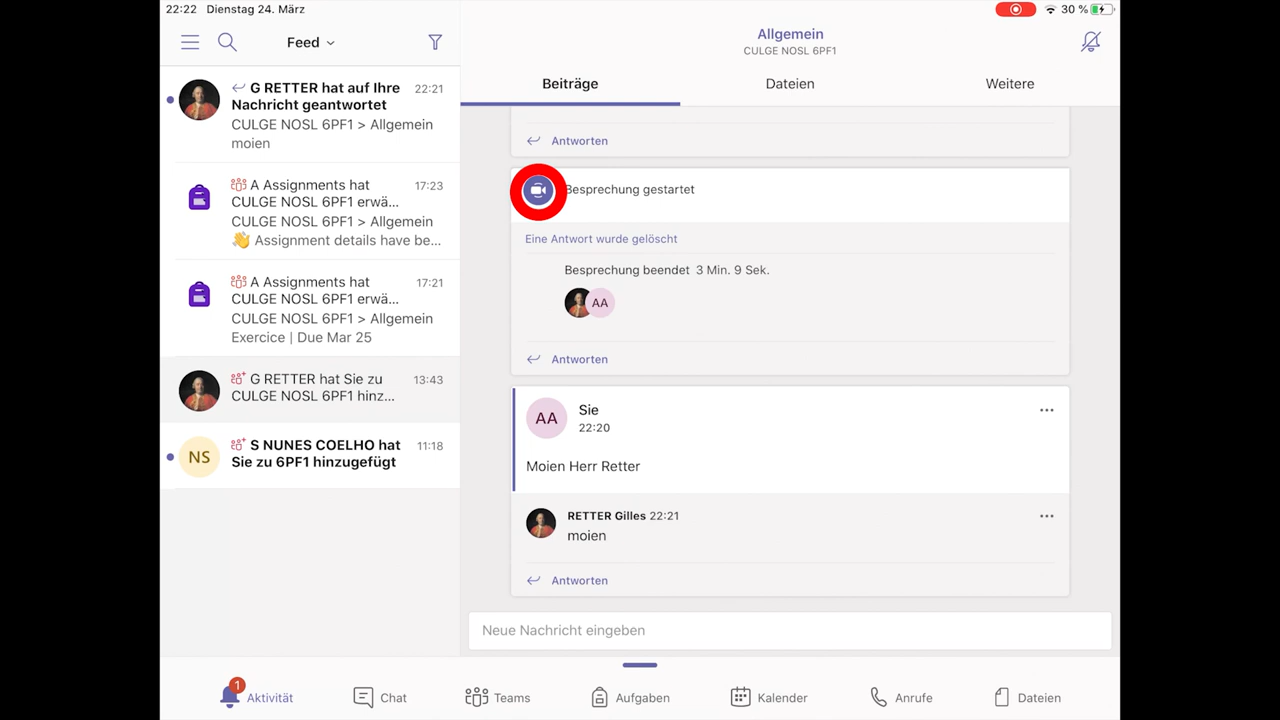 22:22 Dienstag 24. März
30 %
Feed
G RETTER hat auf Ihre Nachricht geantwortet
22:21
CULGE NOSL 6PF1 > Allgemein
moien
A Assignments hat
17:23
CULGE NOSL 6PF1 erwä...
CULGE NOSL 6PF1 > Allgemein
👋 Assignment details have be...
A Assignments hat
17:21
CULGE NOSL 6PF1 erwä...
CULGE NOSL 6PF1 > Allgemein
Exercice | Due Mar 25
G RETTER hat Sie zu
13:43
CULGE NOSL 6PF1 hinz...
NS
S NUNES COELHO hat
11:18
Sie zu 6PF1 hinzugefügt
Allgemein
CULGE NOSL 6PF1
Beiträge
Dateien
Weitere
Antworten
Besprechung gestartet
Eine Antwort wurde gelöscht
Besprechung beendet 3 Min. 9 Sek.
AA
Antworten
AA
Sie
22:20
Moien Herr Retter
RETTER Gilles 22:21
moien
Antworten
Neue Nachricht eingeben
1
Aktivität
Chat
Teams
Aufgaben
Kalender
Anrufe
Dateien